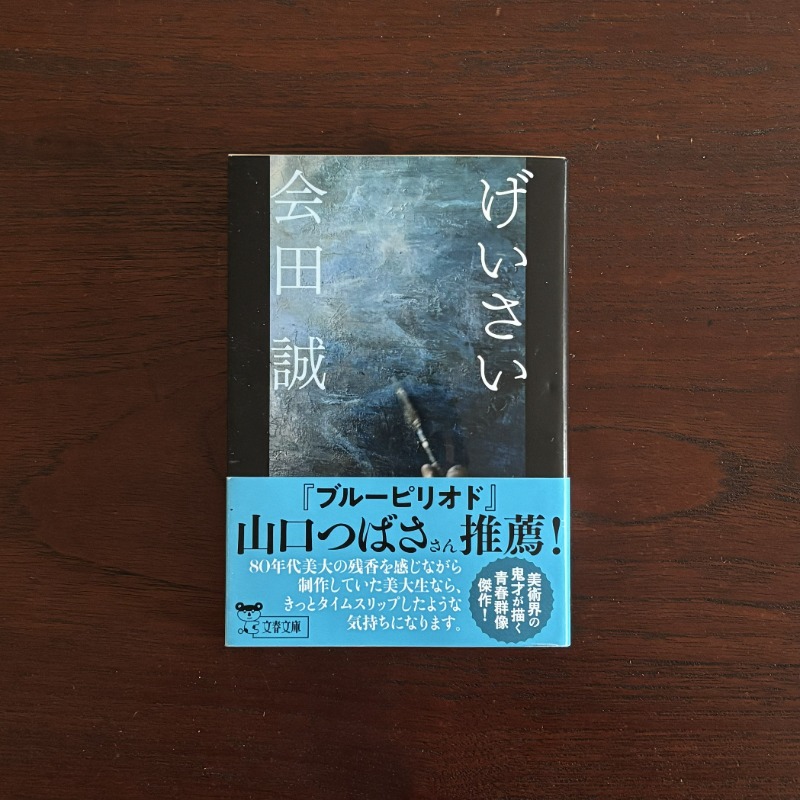 げいさい
会田 誠
『ブルーピリオド』
山口つばささん推薦！
80年代美大の残香を感じながら
制作していた美大生なら、
きっとタイムスリップしたような
気持ちになります。
美術界の
鬼才が描く
青春群像
傑作！
文春文庫